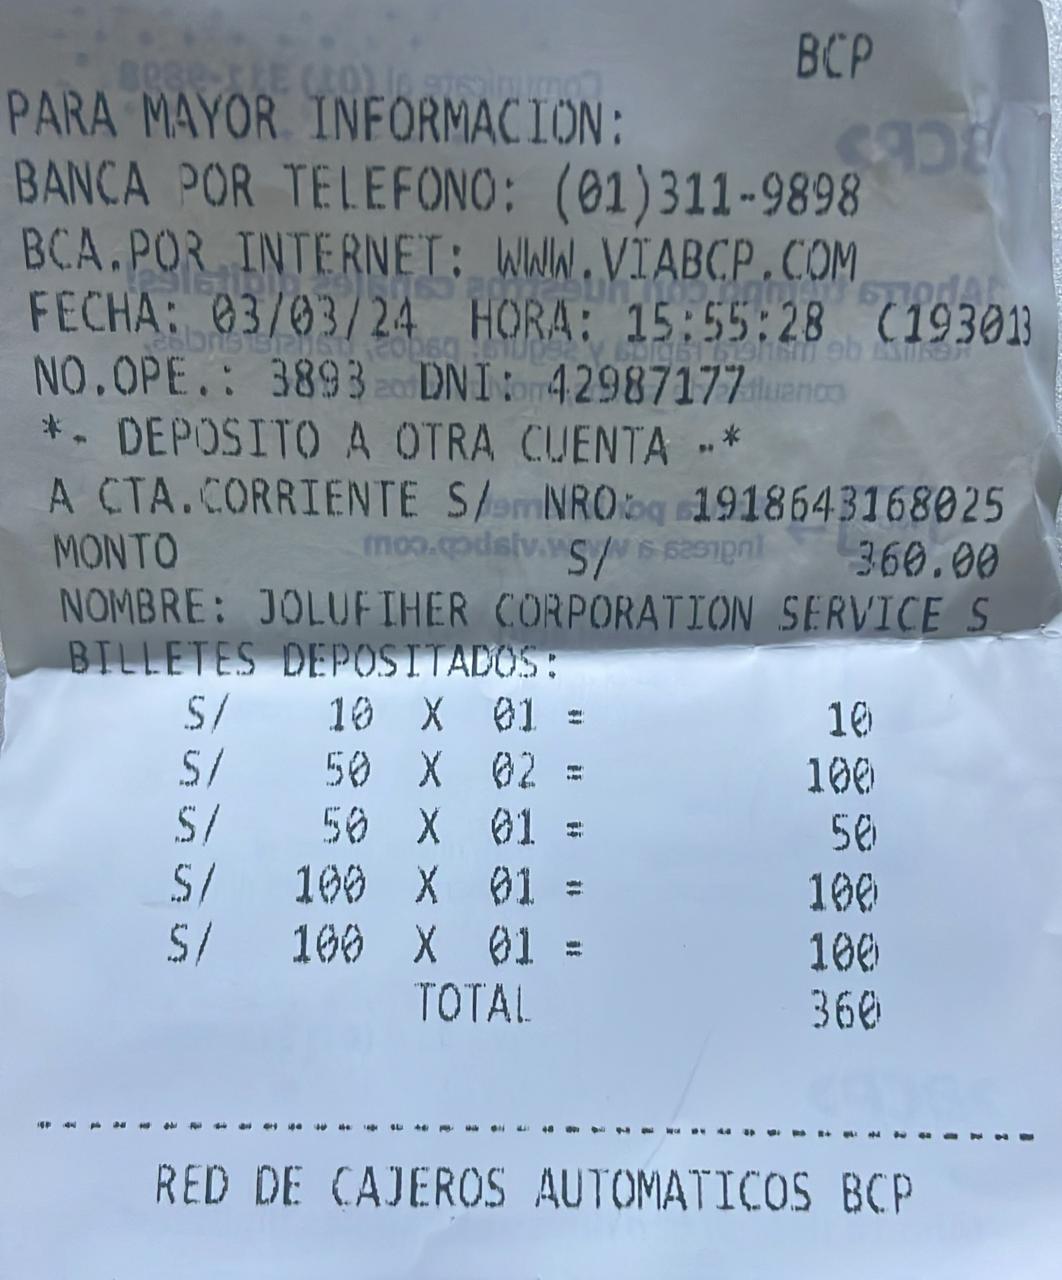 BCP
PARA MAYOR INFORMACION:
BANCA POR TELEFONO: (01)311-9898
BCA.POR INTERNET: WWW.VIABCP.COM
FECHA: 03/03/24 HORA: 15:55:28 (19301)
NO.OPE.: 3893 DNI: 42987177
*- DEPOSITO A OTRA CUENTA -*
A CTA.CORRIENTE S/ NRO: 1918643168025
MONTO S/ 360.00
NOMBRE: JOLUFIHER CORPORATION SERVICE S
BILLETES DEPOSITADOS:
S/ 10 X 01 = 10
S/ 50 X 02 = 100
S/ 50 X 01 = 50
S/ 100 X 01 = 100
S/ 100 X 01 = 100
TOTAL 360
RED DE CAJEROS AUTOMATICOS BCP